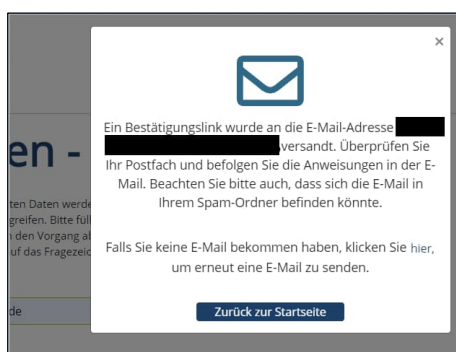 ×
Ein Bestätigungslink wurde an die E-Mail-Adresse
versandt. Überprüfen Sie
Ihr Postfach und befolgen Sie die Anweisungen in der E-
Mail. Beachten Sie bitte auch, dass sich die E-Mail in
Ihrem Spam-Ordner befinden könnte.
Falls Sie keine E-Mail bekommen haben, klicken Sie hier,
um erneut eine E-Mail zu senden.
Zurück zur Startseite
en -
ten Daten werde
greifen. Bitte füll
den Vorgang ab
uf das Fragezeic
de